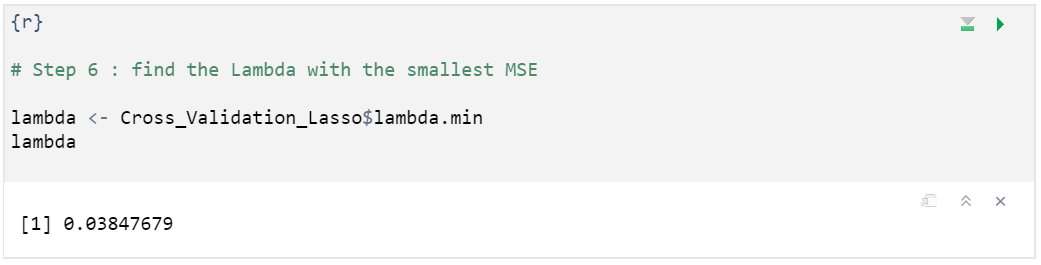 {r}
# Step 6 : find the Lambda with the smallest MSE
lambda <- Cross_Validation_Lasso$lambda.min
lambda
[1] 0.03847679